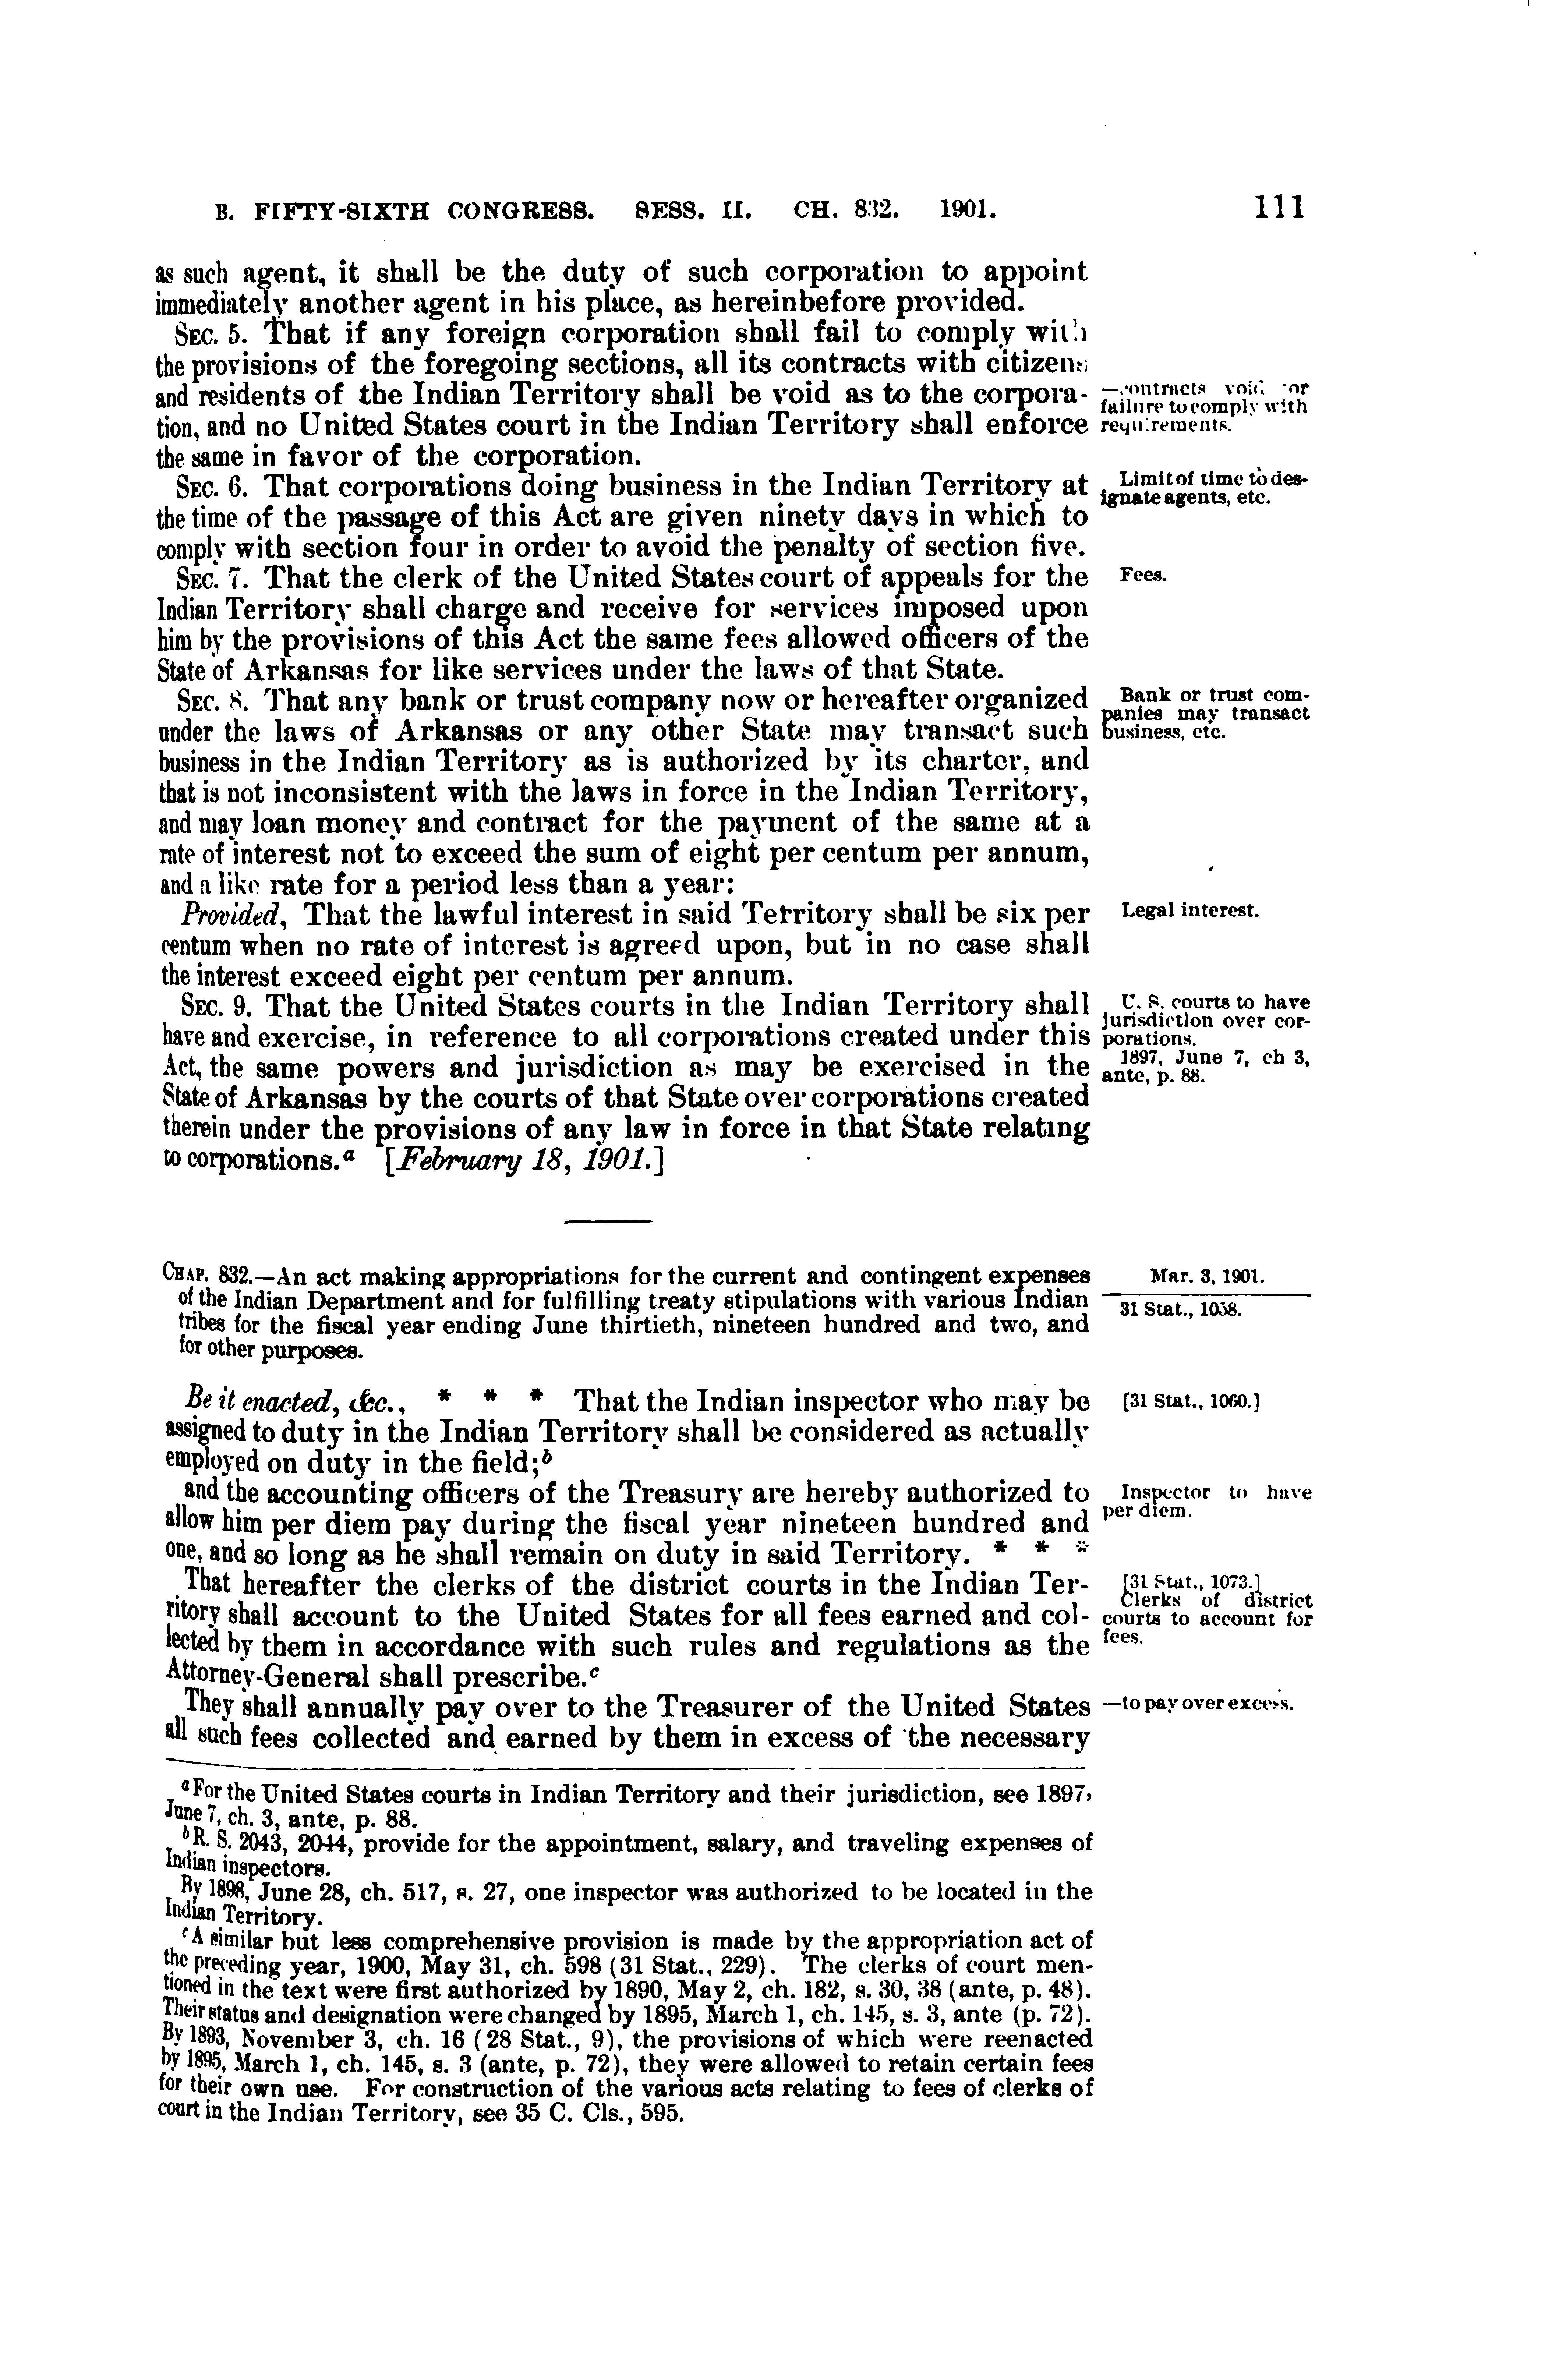 B. FIFTY-SIXTH CONGRESS. SESS. II. CH. 832. 1901. 111
as such agent, it shall be the duty of such corporation to appoint
immediately another agent in his place, as hereinbefore provided.
SEC. 5. That if any foreign corporation shall fail to comply with
the provisions of the foregoing sections, all its contracts with citizens
and residents of the Indian Territory shall be void as to the corpora-
tion, and no United States court in the Indian Territory shall enforce
the same in favor of the corporation.
—contracts void for
failure to comply with
requirements.
SEC. 6. That corporations doing business in the Indian Territory at
the time of the passage of this Act are given ninety days in which to
comply with section four in order to avoid the penalty of section five.
Limit of time to des-
ignate agents, etc.
SEC. 7. That the clerk of the United States court of appeals for the
Indian Territory shall charge and receive for services imposed upon
him by the provisions of this Act the same fees allowed officers of the
State of Arkansas for like services under the laws of that State.
Fees.
SEC. 8. That any bank or trust company now or hereafter organized
under the laws of Arkansas or any other State may transact such
business in the Indian Territory as is authorized by its charter, and
that is not inconsistent with the laws in force in the Indian Territory,
and may loan money and contract for the payment of the same at a
rate of interest not to exceed the sum of eight per centum per annum,
and a like rate for a period less than a year:
Bank or trust com-
panies may transact
business, etc.
Provided, That the lawful interest in said Territory shall be six per
centum when no rate of interest is agreed upon, but in no case shall
the interest exceed eight per centum per annum.
Legal interest.
SEC. 9. That the United States courts in the Indian Territory shall
have and exercise, in reference to all corporations created under this
Act, the same powers and jurisdiction as may be exercised in the
State of Arkansas by the courts of that State over corporations created
therein under the provisions of any law in force in that State relating
to corporations.a [February 18, 1901.]
U. S. courts to have
jurisdiction over cor-
porations.
1897, June 7, ch 3,
ante, p. 88.
CHAP. 832.—An act making appropriations for the current and contingent expenses
of the Indian Department and for fulfilling treaty stipulations with various Indian
tribes for the fiscal year ending June thirtieth, nineteen hundred and two, and
for other purposes.
Mar. 3, 1901.
31 Stat., 1058.
Be it enacted, &c., * * * That the Indian inspector who may be
assigned to duty in the Indian Territory shall be considered as actually
employed on duty in the field;b
[31 Stat., 1060.]
and the accounting officers of the Treasury are hereby authorized to
allow him per diem pay during the fiscal year nineteen hundred and
one, and so long as he shall remain on duty in said Territory. * * *
Inspector to have
per diem.
That hereafter the clerks of the district courts in the Indian Ter-
ritory shall account to the United States for all fees earned and col-
lected by them in accordance with such rules and regulations as the
Attorney-General shall prescribe.c
[31 Stat., 1073.]
Clerks of district
courts to account for
fees.
They shall annually pay over to the Treasurer of the United States
all such fees collected and earned by them in excess of the necessary
—to pay over excess.
a For the United States courts in Indian Territory and their jurisdiction, see 1897,
June 7, ch. 3, ante, p. 88.
b R. S. 2043, 2044, provide for the appointment, salary, and traveling expenses of
Indian inspectors.
By 1898, June 28, ch. 517, s. 27, one inspector was authorized to be located in the
Indian Territory.
c A similar but less comprehensive provision is made by the appropriation act of
the preceding year, 1900, May 31, ch. 598 (31 Stat., 229). The clerks of court men-
tioned in the text were first authorized by 1890, May 2, ch. 182, s. 30, 38 (ante, p. 48).
Their status and designation were changed by 1895, March 1, ch. 145, s. 3, ante (p. 72).
By 1893, November 3, ch. 16 (28 Stat., 9), the provisions of which were reenacted
by 1895, March 1, ch. 145, s. 3 (ante, p. 72), they were allowed to retain certain fees
for their own use. For construction of the various acts relating to fees of clerks of
court in the Indian Territory, see 35 C. Cls., 595.